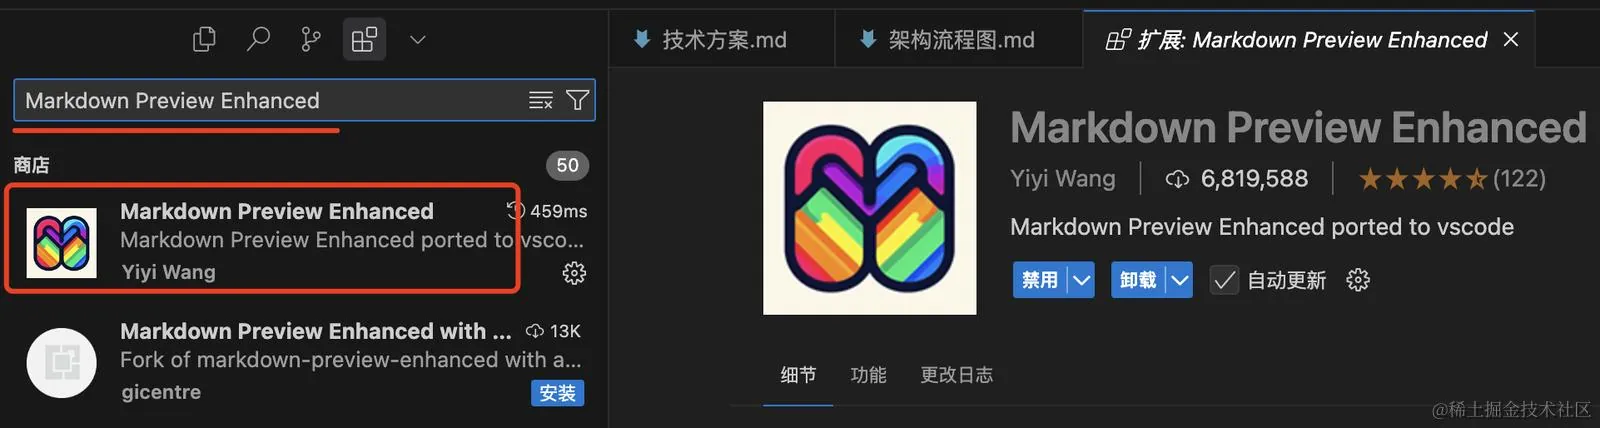 技术方案.md
架构流程图.md
扩展: Markdown Preview Enhanced
Markdown Preview Enhanced
商店
50
Markdown Preview Enhanced
459ms
Markdown Preview Enhanced ported to vsco...
Yiyi Wang
Markdown Preview Enhanced with ...
13K
Fork of markdown-preview-enhanced with a...
gicentre
安装
Markdown Preview Enhanced
Yiyi Wang
6,819,588
(122)
Markdown Preview Enhanced ported to vscode
禁用
卸载
自动更新
细节
功能
更改日志
@稀土掘金技术社区